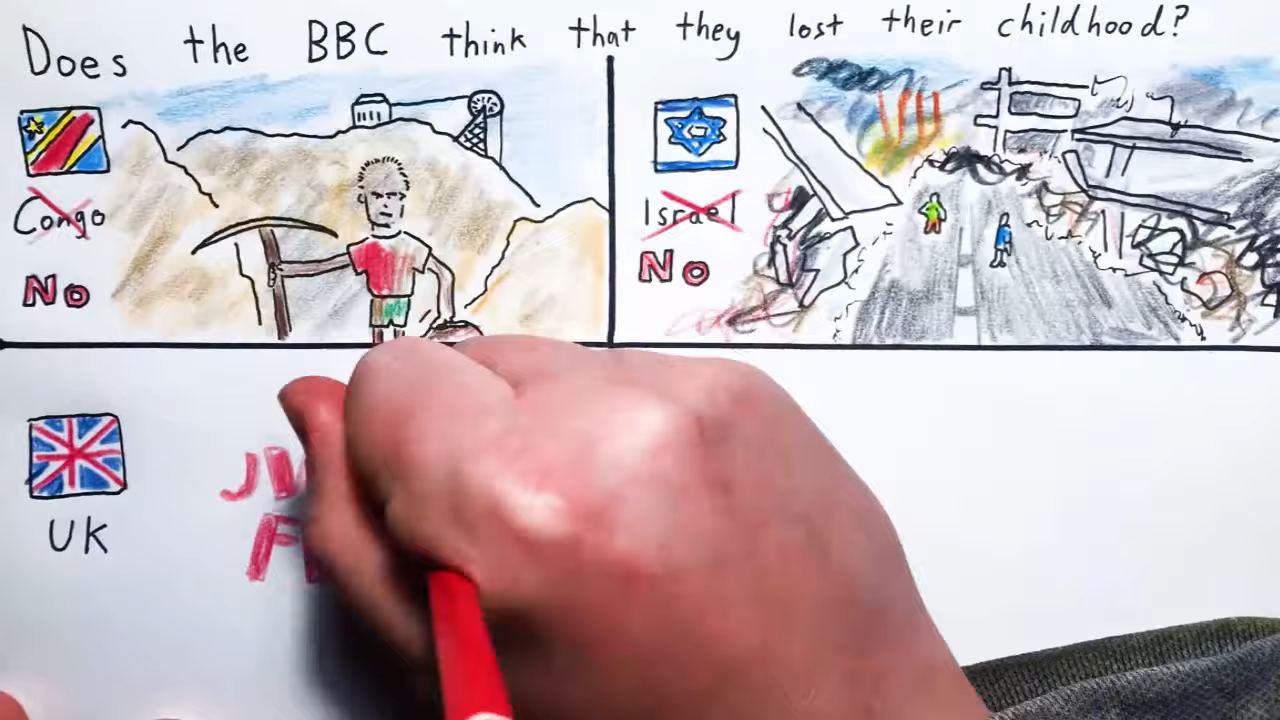 Does the BBC think that they lost their childhood?
Congo
No
Israel
No
UK